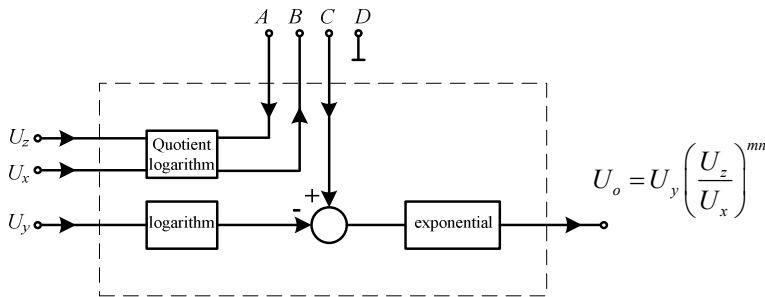 A B C D
U_z
U_x
Quotient
logarithm
+
-
U_y
logarithm
exponential
U_o = U_y (U_z / U_x)^{mn}